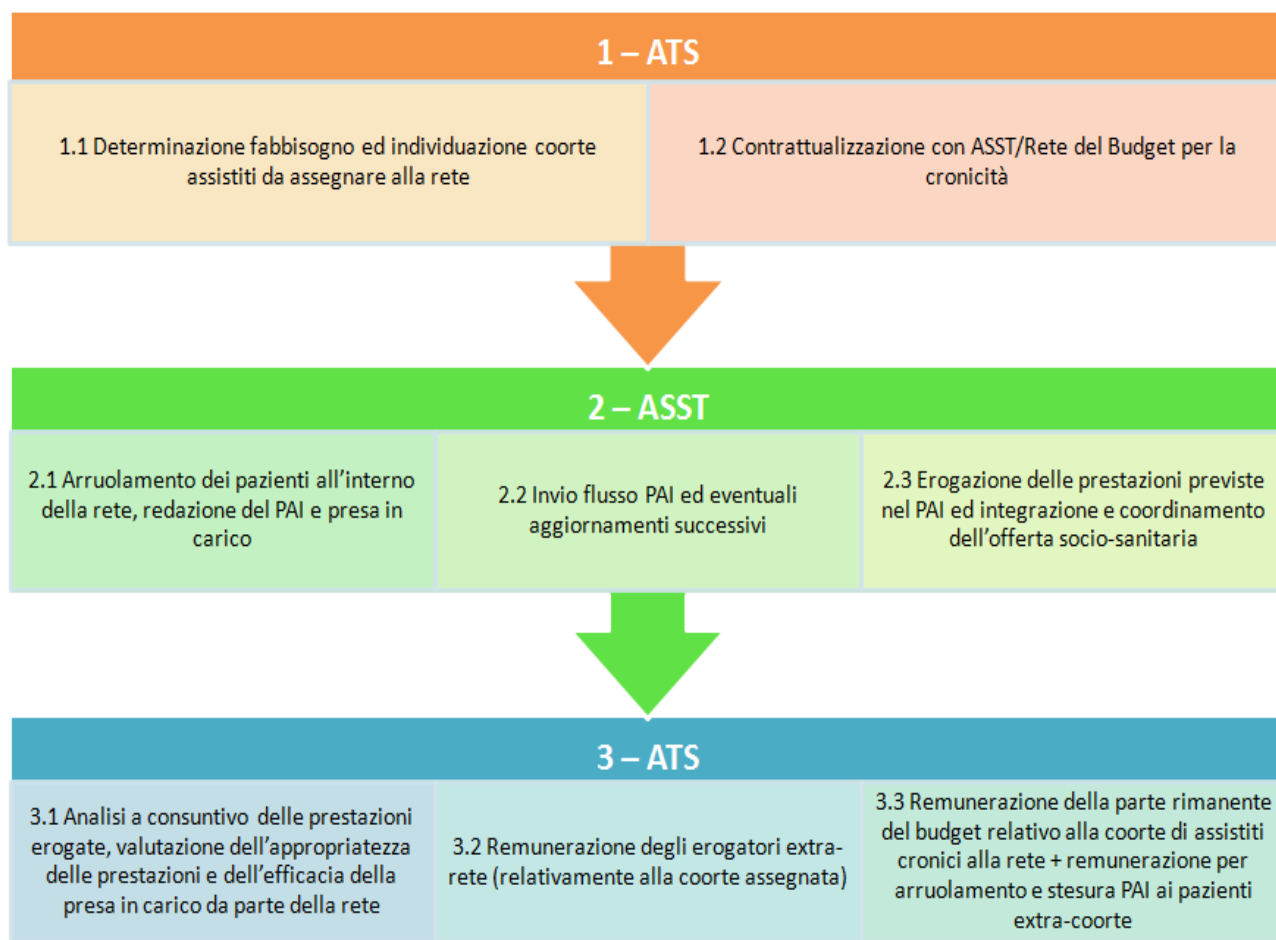 1 – ATS
1.1 Determinazione fabbisogno ed individuazione coorte
assistiti da assegnare alla rete
1.2 Contrattualizzazione con ASST/Rete del Budget per la
cronicità
2 – ASST
2.1 Arruolamento dei pazienti all’interno
della rete, redazione del PAI e presa in
carico
2.2 Invio flusso PAI ed eventuali
aggiornamenti successivi
2.3 Erogazione delle prestazioni previste
nel PAI ed integrazione e coordinamento
dell’offerta socio-sanitaria
3 – ATS
3.1 Analisi a consuntivo delle prestazioni
erogate, valutazione dell’appropriatezza
delle prestazioni e dell’efficacia della
presa in carico da parte della rete
3.2 Remunerazione degli erogatori extra-
rete (relativamente alla coorte assegnata)
3.3 Remunerazione della parte rimanente
del budget relativo alla coorte di assistiti
cronici alla rete + remunerazione per
arruolamento e stesura PAI ai pazienti
extra-coorte